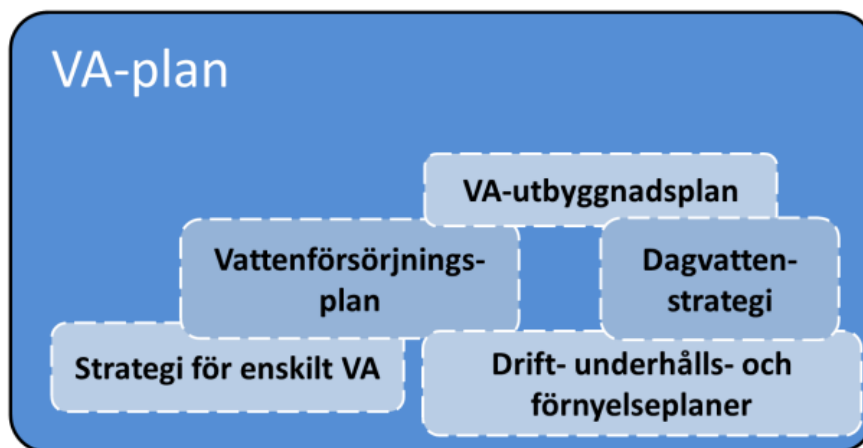 VA-plan
VA-utbyggnadsplan
Vattenförsörjnings-
plan
Dagvatten-
strategi
Strategi för enskilt VA
Drift- underhålls- och
förnyelseplaner